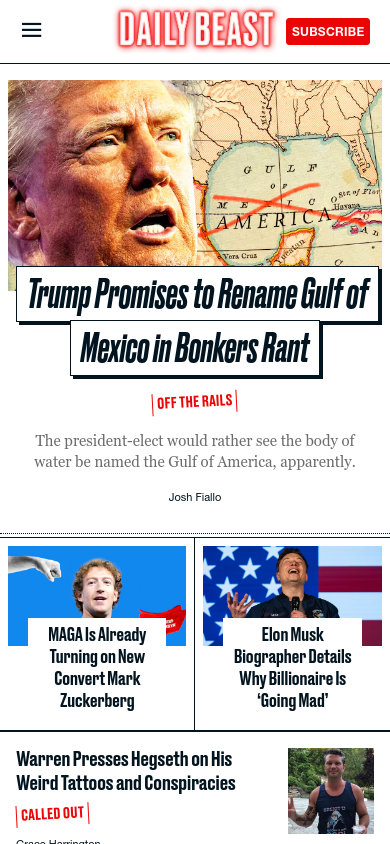 DAILY BEAST
SUBSCRIBE
GULF
OF
AMERICA
Florida
Str. of Flor
Havana
Vera Cruz
Trump Promises to Rename Gulf of
Mexico in Bonkers Rant
OFF THE RAILS
The president-elect would rather see the body of
water be named the Gulf of America, apparently.
Josh Fiallo
MAGA Is Already
Turning on New
Convert Mark
Zuckerberg
Elon Musk
Biographer Details
Why Billionaire Is
‘Going Mad’
Warren Presses Hegseth on His
Weird Tattoos and Conspiracies
CALLED OUT